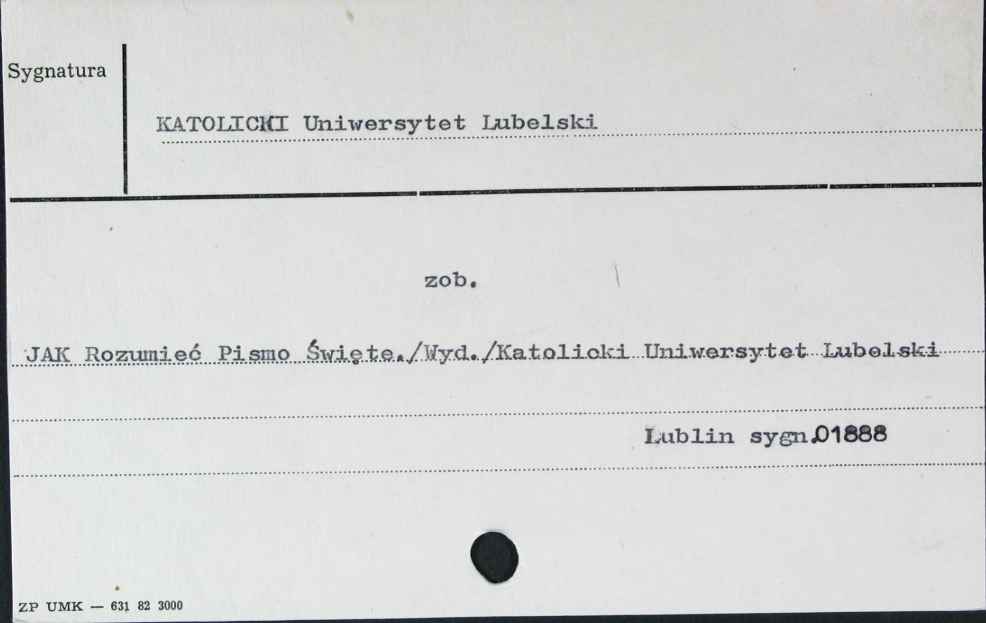 Sygnatura
KATOLICKI Uniwersytet Lubelski
zob.
JAK Rozumieć Pismo Święte./Wyd./Katolicki Uniwersytet Lubelski
Lublin sygn.01888
ZP UMK — 631 82 3000